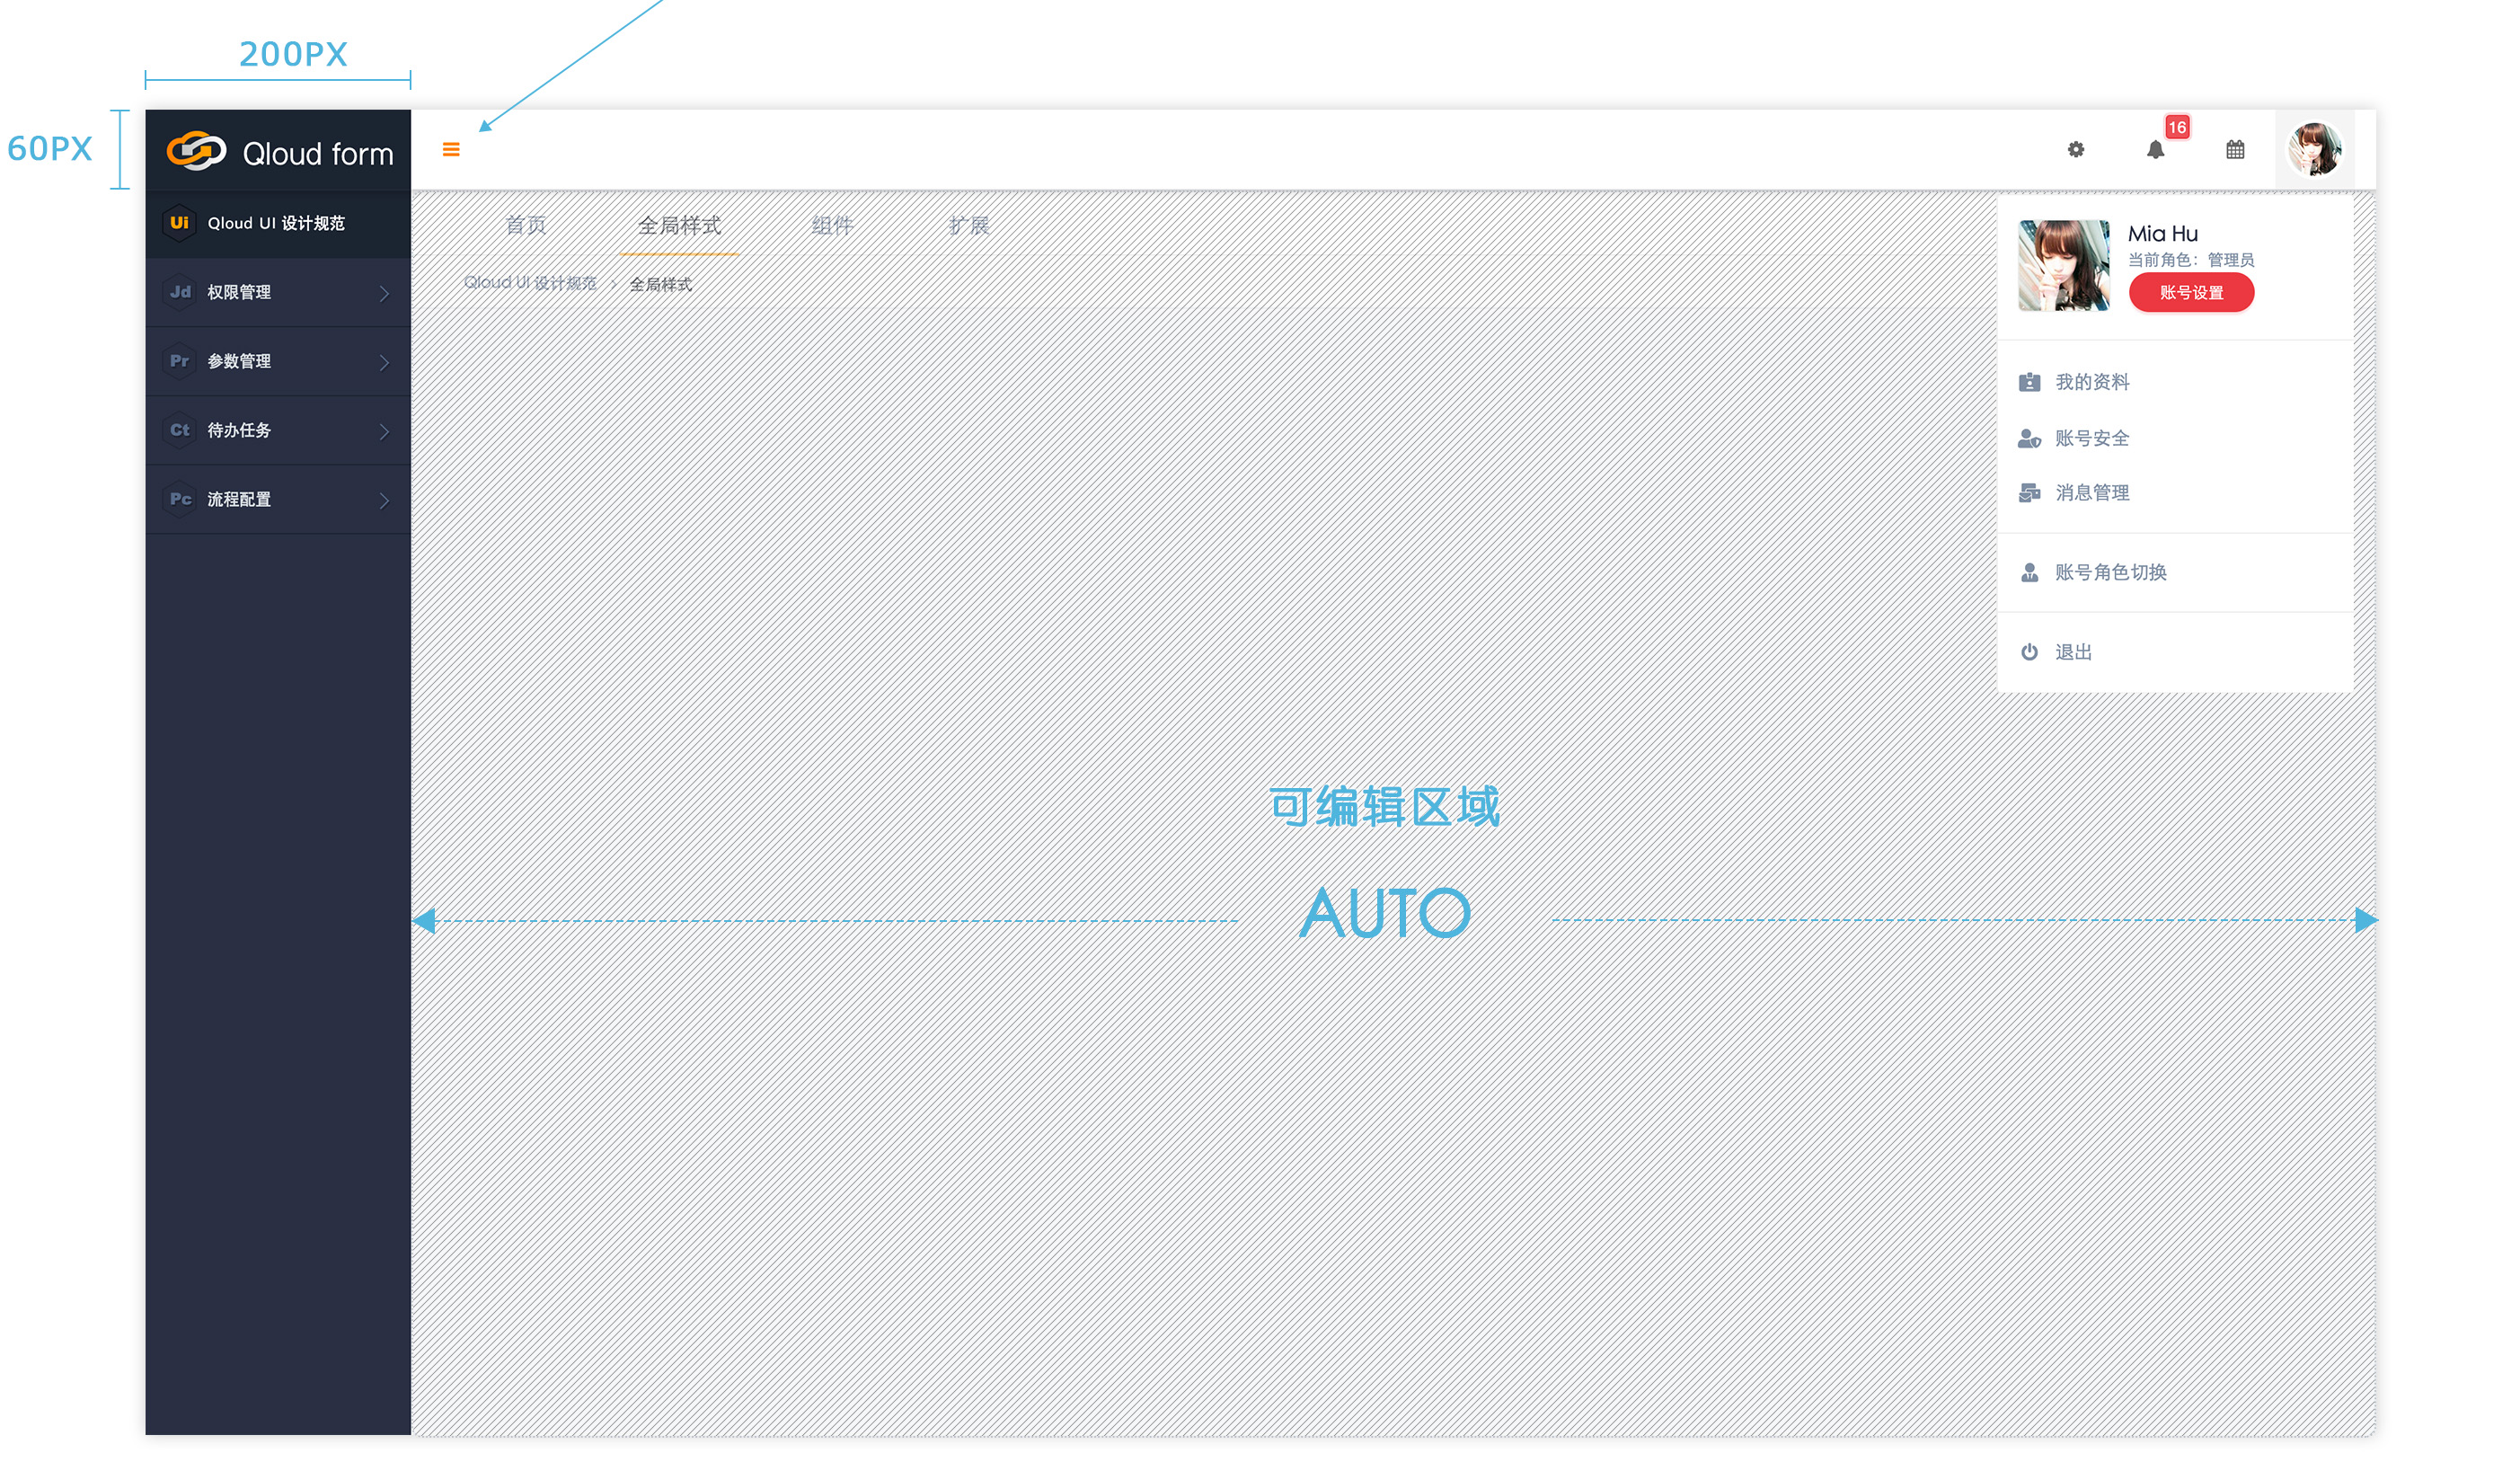 200PX
60PX
Qloud form
16
Ui Qloud UI 设计规范
Jd 权限管理
Pr 参数管理
Ct 待办任务
Pc 流程配置
首页 全局样式 组件 扩展
Qloud UI 设计规范 > 全局样式
Mia Hu
当前角色：管理员
账号设置
我的资料
账号安全
消息管理
账号角色切换
退出
可编辑区域
AUTO